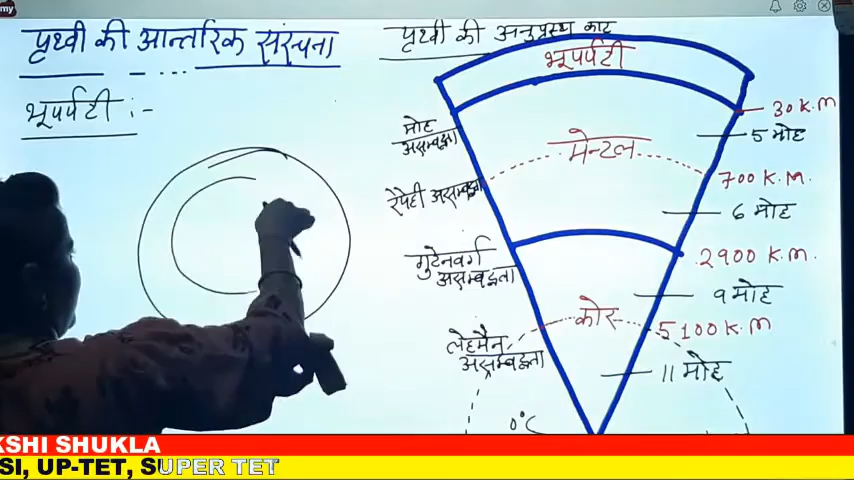 my
पृथ्वी की आन्तरिक संरचना
भूपर्पटी :-
पृथ्वी की अनुप्रस्थ काट
भूपर्पटी
30 K.M
मोह असम्बद्धता
5 मोह
मेन्टल
700 K.M.
रेपेटी असम्बद्धता
6 मोह
गुटेनवर्ग
असम्बद्धता
2900 K.M.
9 मोह
कोर
5100 K.M
लेहमैन
असम्बद्धता
11 मोह
0°C
KSHI SHUKLA
SI, UP-TET, SUPER TET